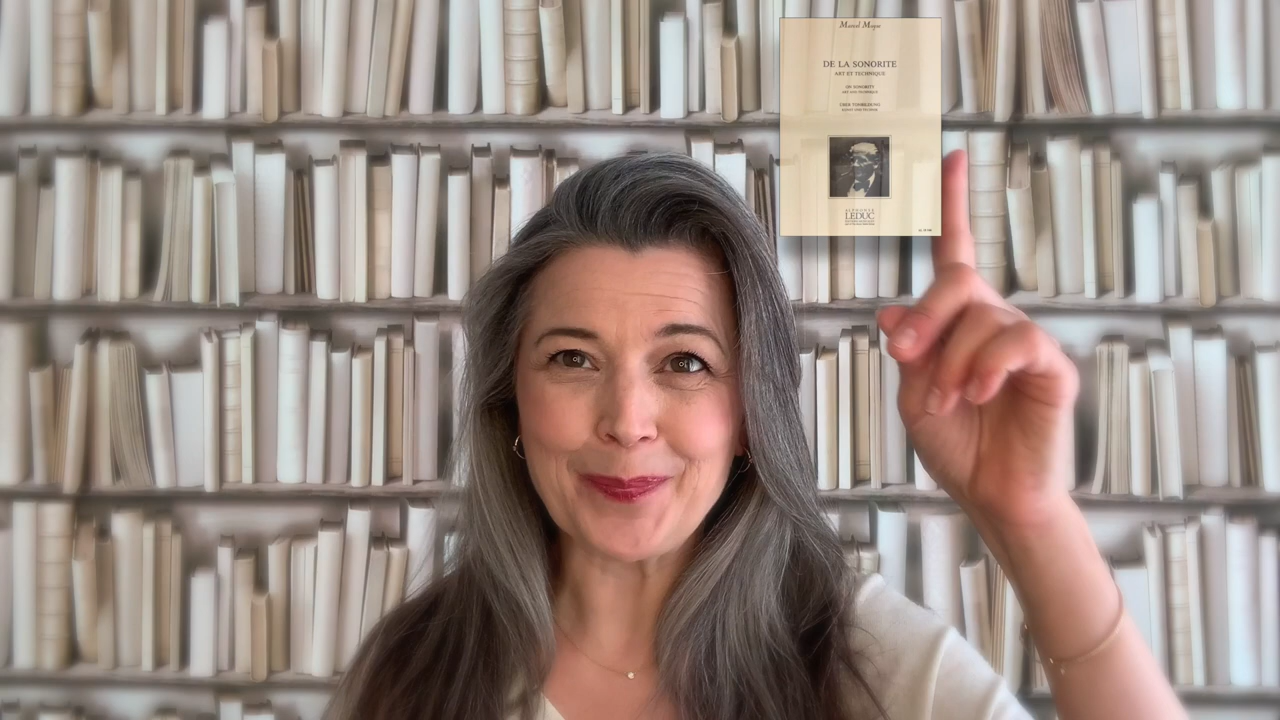 Marcel Moyse
DE LA SONORITE
ART ET TECHNIQUE
ON SONORITY
ART AND TECHNIQUE
ÜBER TONBILDUNG
KUNST UND TECHNIK
ALPHONSE
LEDUC